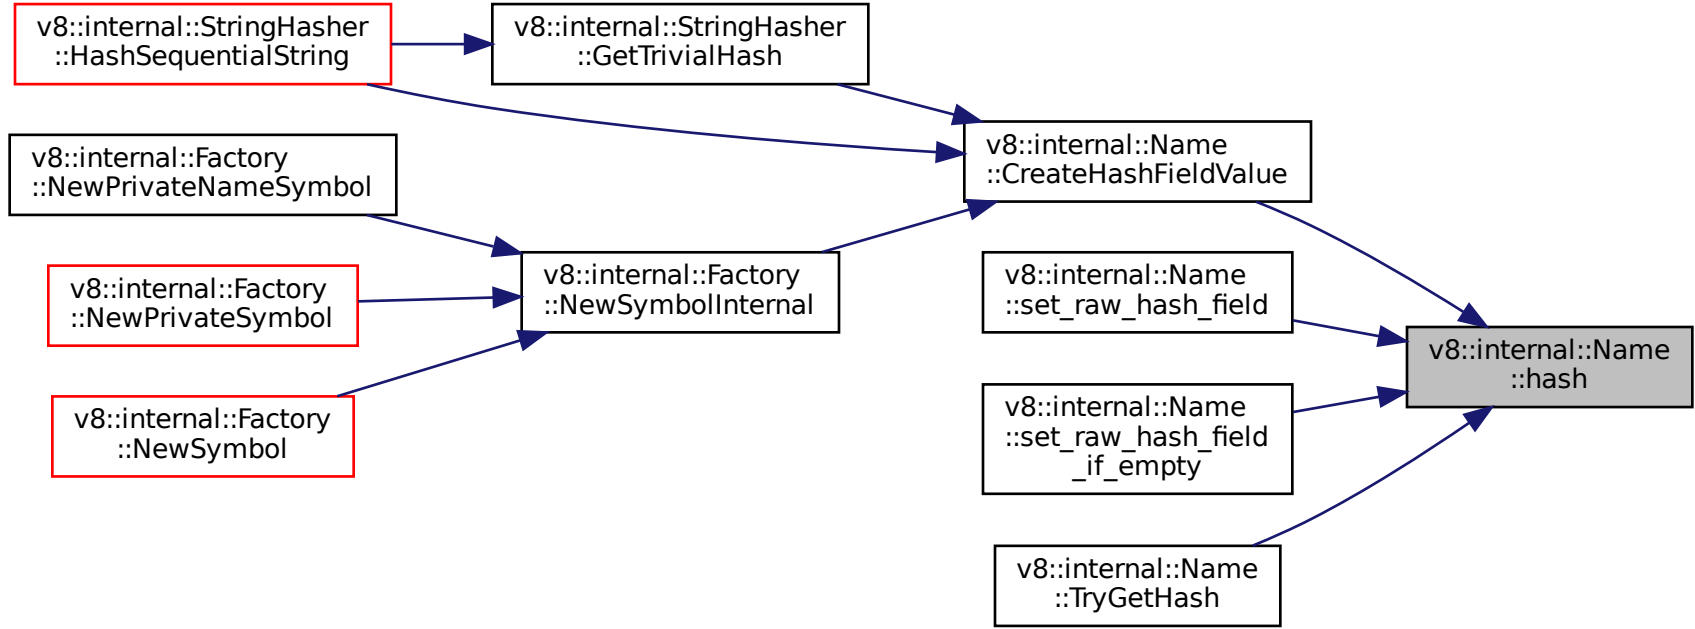 v8::internal::StringHasher
::HashSequentialString
v8::internal::StringHasher
::GetTrivialHash
v8::internal::Name
::CreateHashFieldValue
v8::internal::Factory
::NewPrivateNameSymbol
v8::internal::Factory
::NewSymbolInternal
v8::internal::Name
::set_raw_hash_field
v8::internal::Factory
::NewPrivateSymbol
v8::internal::Name
::hash
v8::internal::Factory
::NewSymbol
v8::internal::Name
::set_raw_hash_field
_if_empty
v8::internal::Name
::TryGetHash